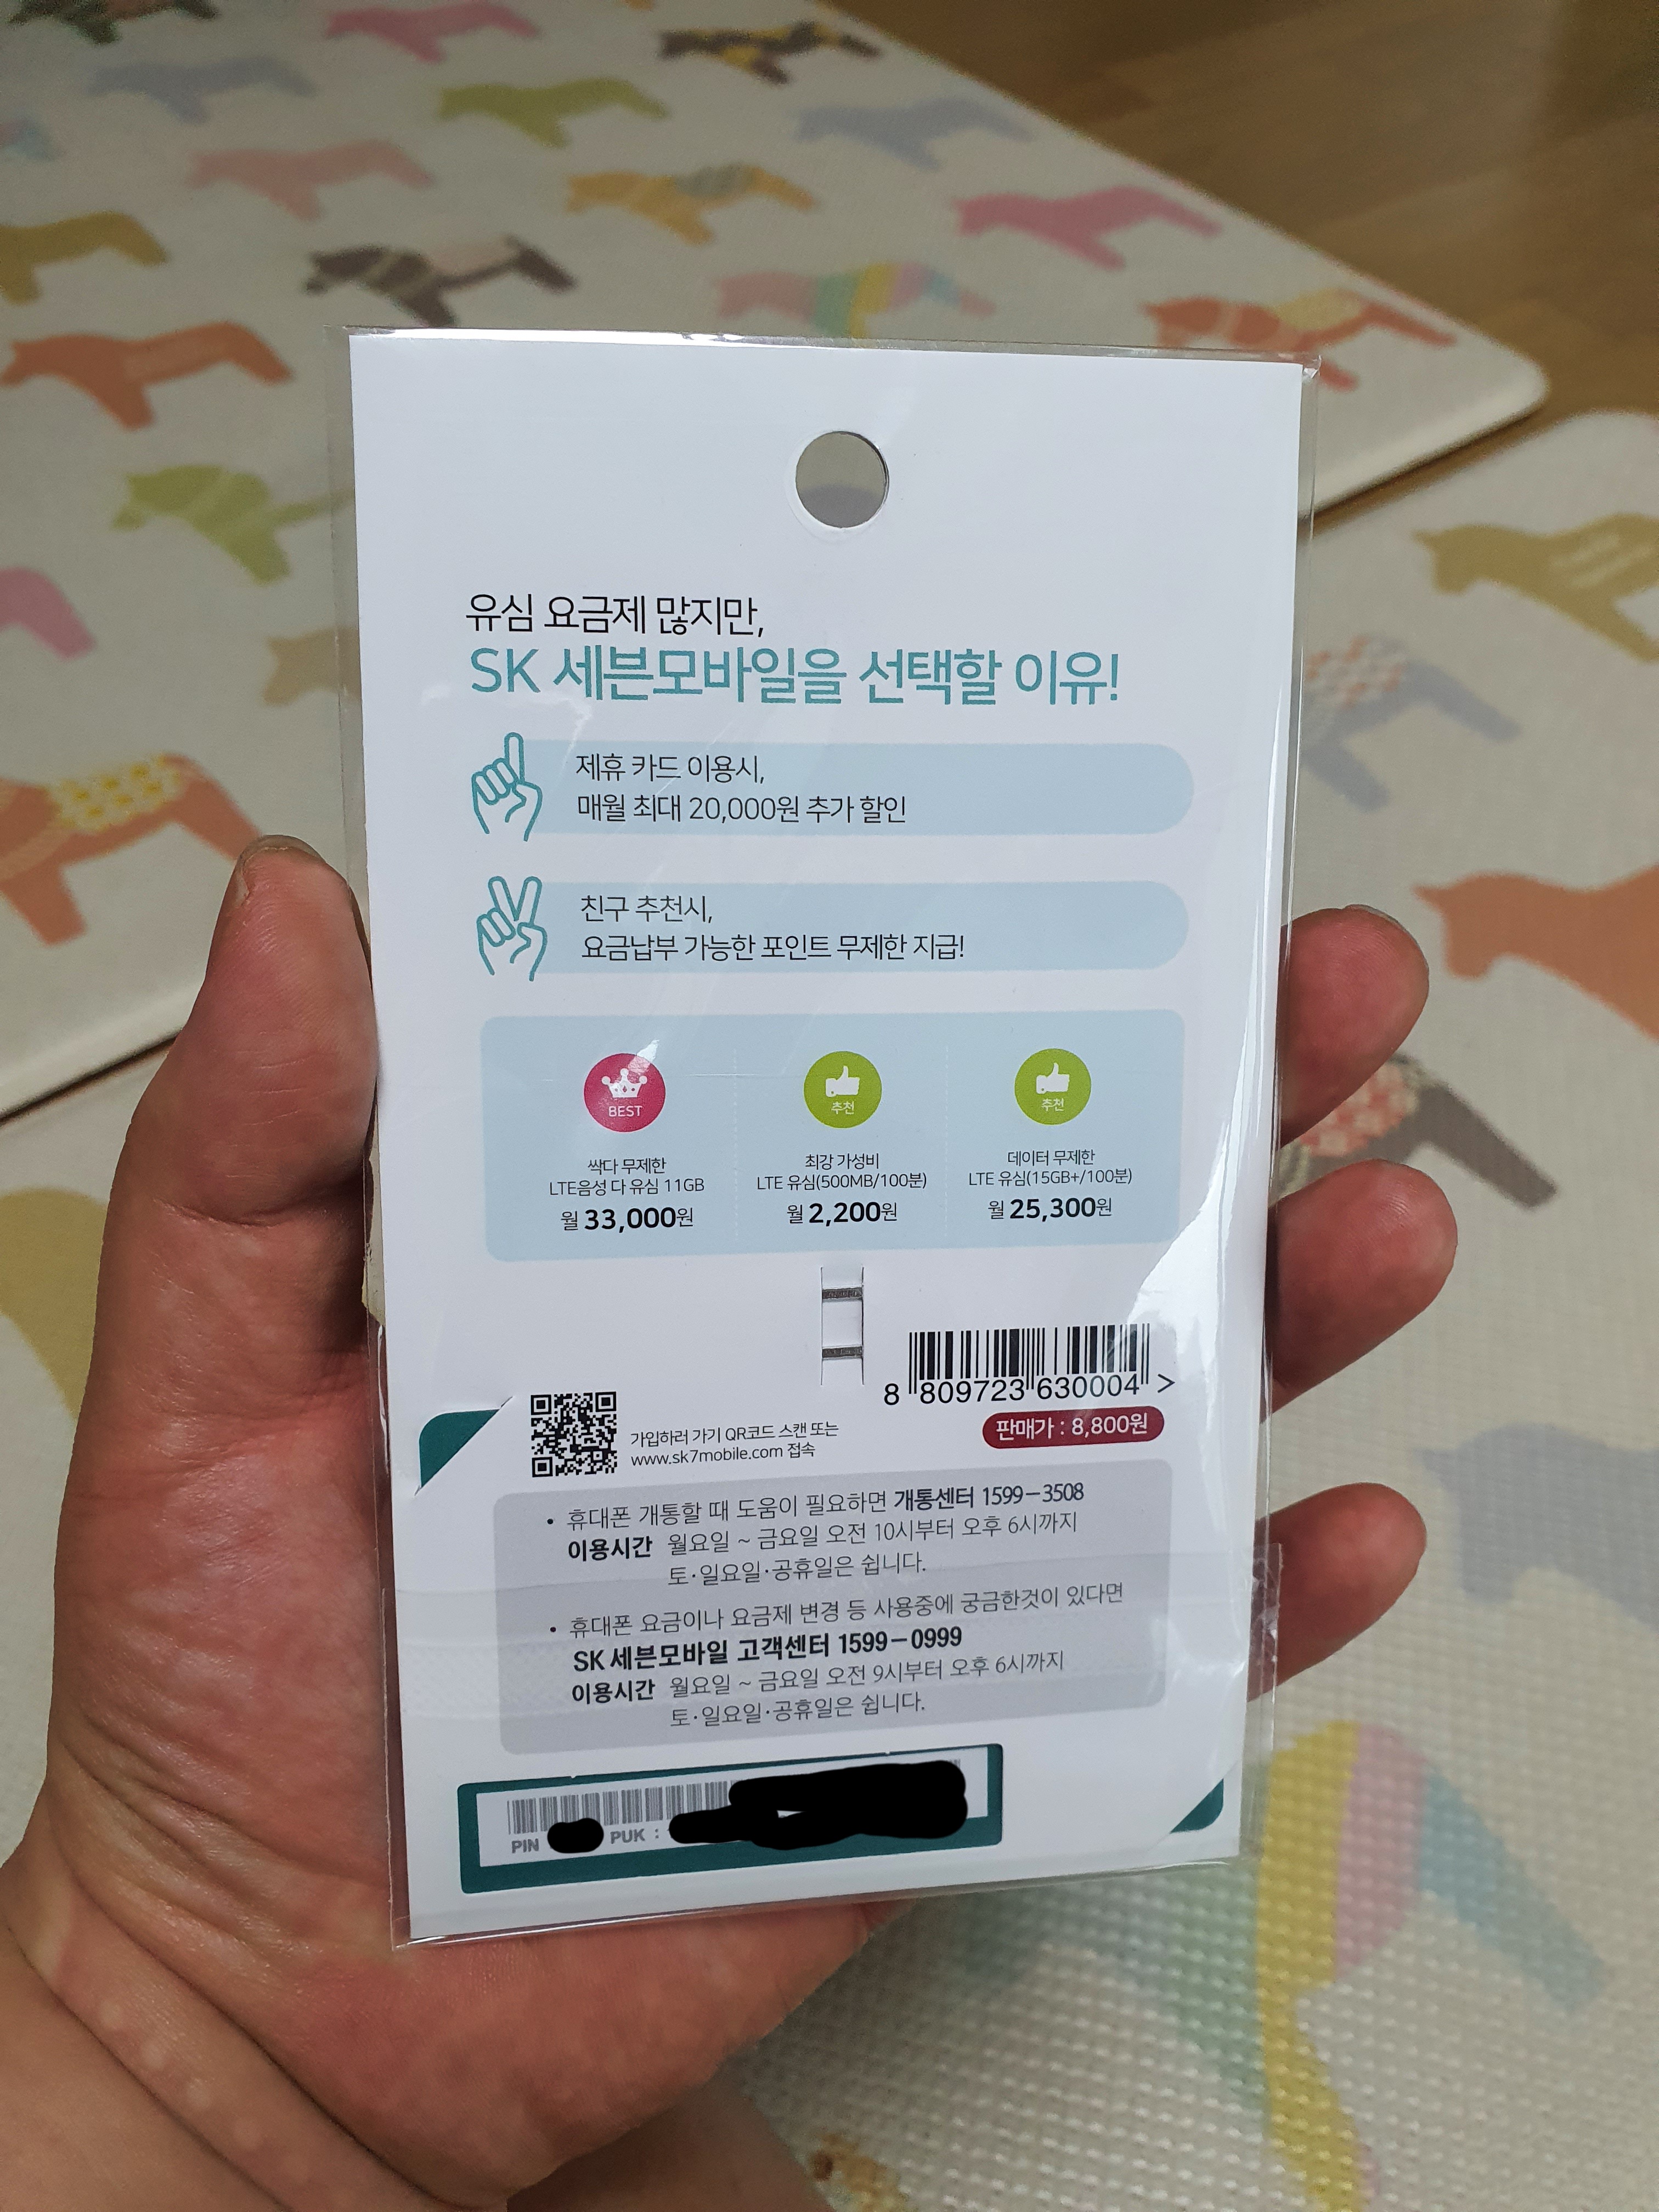 유심 요금제 많지만,
SK 세븐모바일을 선택할 이유!
제휴 카드 이용시,
매월 최대 20,000원 추가 할인
친구 추천시,
요금납부 가능한 포인트 무제한 지급!
BEST
싹다 무제한
LTE음성 다 유심 11GB
월 33,000원
추천
최강 가성비
LTE 유심(500MB/100분)
월 2,200원
추천
데이터 무제한
LTE 유심(15GB+/100분)
월 25,300원
8 809723 630004 >
판매가 : 8,800원
가입하러 가기 QR코드 스캔 또는
www.sk7mobile.com 접속
• 휴대폰 개통할 때 도움이 필요하면 개통센터 1599-3508
이용시간 월요일 ~ 금요일 오전 10시부터 오후 6시까지
토·일요일·공휴일은 쉽니다.
• 휴대폰 요금이나 요금제 변경 등 사용중에 궁금한것이 있다면
SK 세븐모바일 고객센터 1599-0999
이용시간 월요일 ~ 금요일 오전 9시부터 오후 6시까지
토·일요일·공휴일은 쉽니다.
PIN PUK :